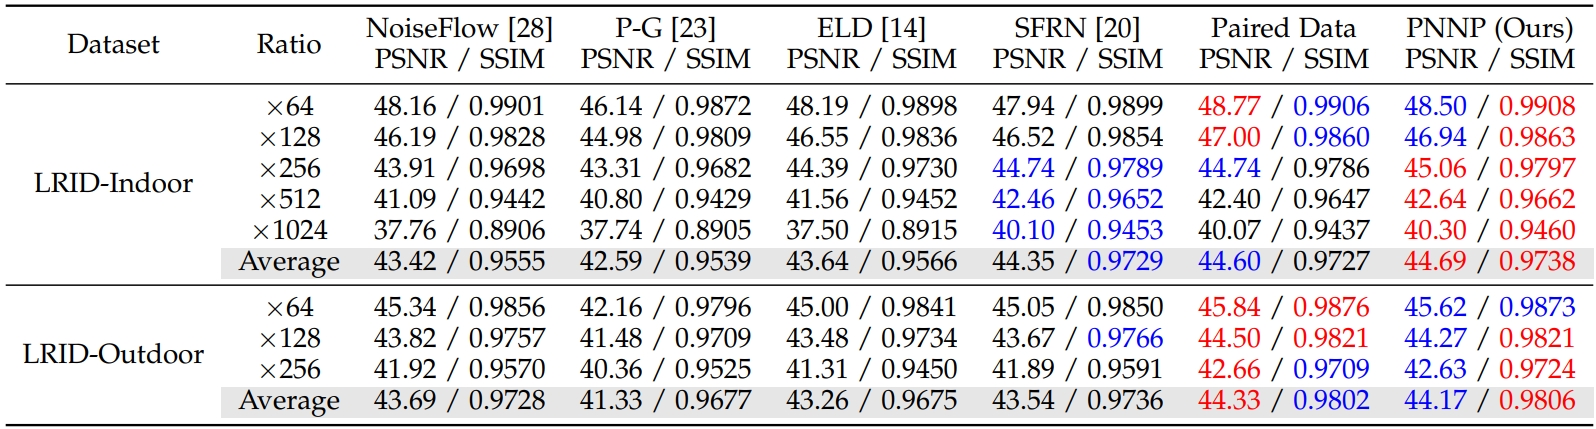 Dataset Ratio NoiseFlow [28] P-G [23] ELD [14] SFRN [20] Paired Data PNNP (Ours)
PSNR / SSIM PSNR / SSIM PSNR / SSIM PSNR / SSIM PSNR / SSIM PSNR / SSIM
×64 48.16 / 0.9901 46.14 / 0.9872 48.19 / 0.9898 47.94 / 0.9899 48.77 / 0.9906 48.50 / 0.9908
×128 46.19 / 0.9828 44.98 / 0.9809 46.55 / 0.9836 46.52 / 0.9854 47.00 / 0.9860 46.94 / 0.9863
×256 43.91 / 0.9698 43.31 / 0.9682 44.39 / 0.9730 44.74 / 0.9789 44.74 / 0.9786 45.06 / 0.9797
LRID-Indoor
×512 41.09 / 0.9442 40.80 / 0.9429 41.56 / 0.9452 42.46 / 0.9652 42.40 / 0.9647 42.64 / 0.9662
×1024 37.76 / 0.8906 37.74 / 0.8905 37.50 / 0.8915 40.10 / 0.9453 40.07 / 0.9437 40.30 / 0.9460
Average 43.42 / 0.9555 42.59 / 0.9539 43.64 / 0.9566 44.35 / 0.9729 44.60 / 0.9727 44.69 / 0.9738
×64 45.34 / 0.9856 42.16 / 0.9796 45.00 / 0.9841 45.05 / 0.9850 45.84 / 0.9876 45.62 / 0.9873
×128 43.82 / 0.9757 41.48 / 0.9709 43.48 / 0.9734 43.67 / 0.9766 44.50 / 0.9821 44.27 / 0.9821
LRID-Outdoor
×256 41.92 / 0.9570 40.36 / 0.9525 41.31 / 0.9450 41.89 / 0.9591 42.66 / 0.9709 42.63 / 0.9724
Average 43.69 / 0.9728 41.33 / 0.9677 43.26 / 0.9675 43.54 / 0.9736 44.33 / 0.9802 44.17 / 0.9806